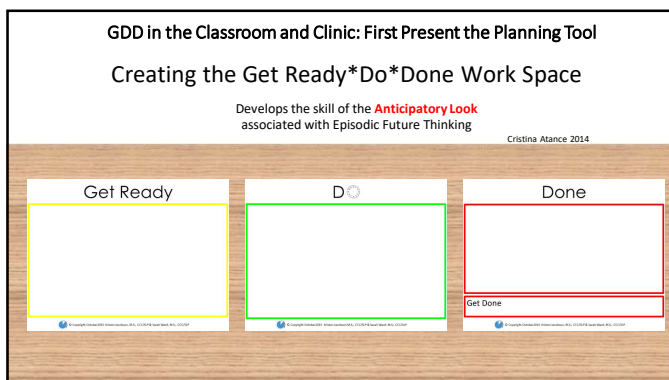 GDD in the Classroom and Clinic: First Present the Planning Tool
Creating the Get Ready*Do*Done Work Space
Develops the skill of the Anticipatory Look
associated with Episodic Future Thinking
Cristina Atance 2014
Get Ready
Do
Done
Get Done